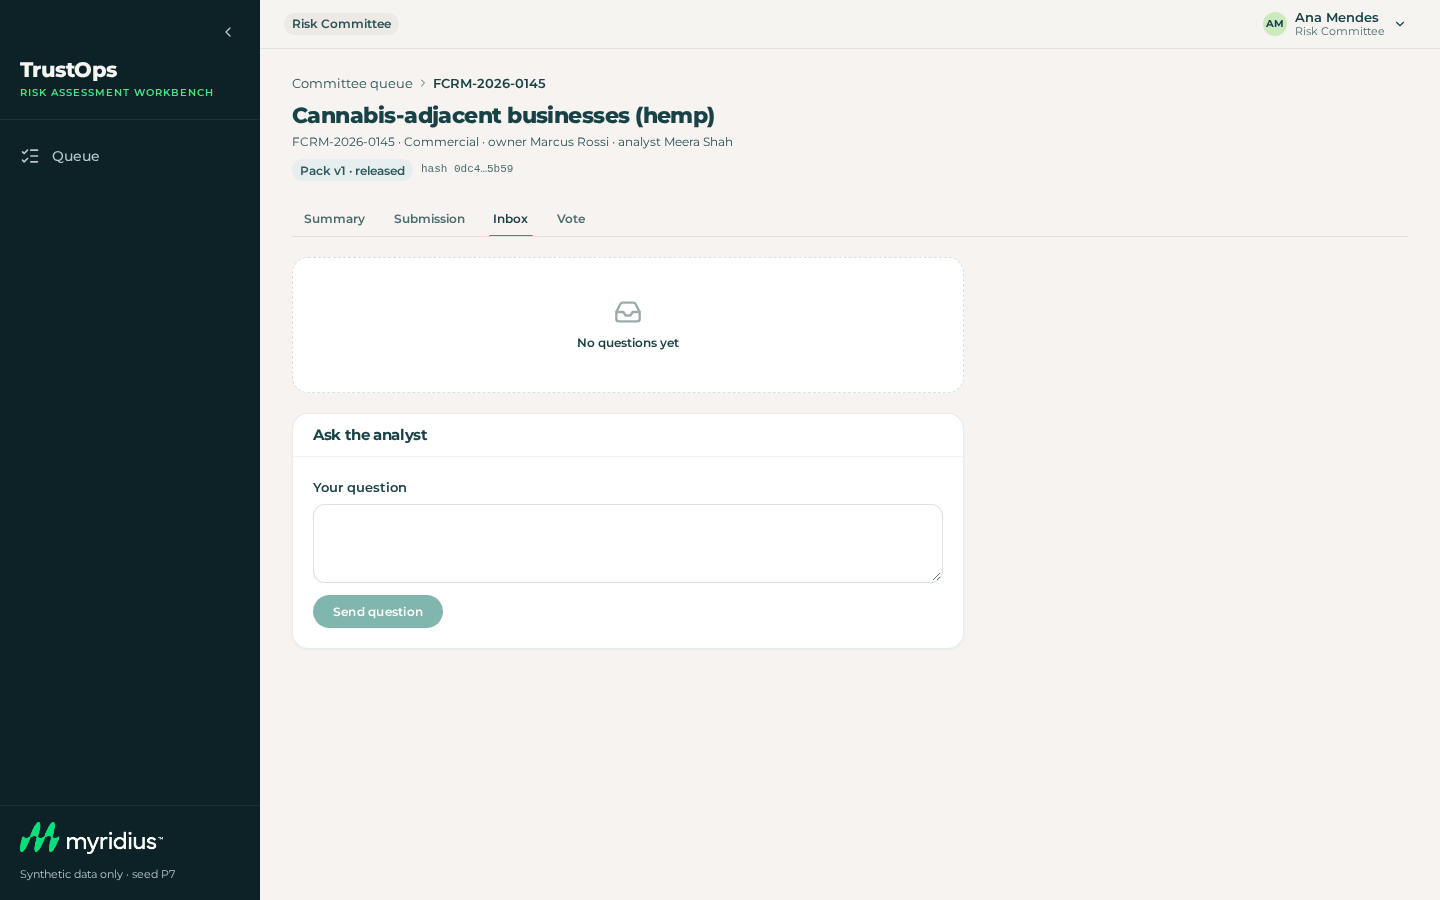 Risk Committee
AM
Ana Mendes
Risk Committee
TrustOps
RISK ASSESSMENT WORKBENCH
Queue
Committee queue > FCRM-2026-0145
Cannabis-adjacent businesses (hemp)
FCRM-2026-0145 · Commercial · owner Marcus Rossi · analyst Meera Shah
Pack v1 · released hash 0dc4…5b59
Summary Submission Inbox Vote
No questions yet
Ask the analyst
Your question
Send question
myridius™
Synthetic data only · seed P7